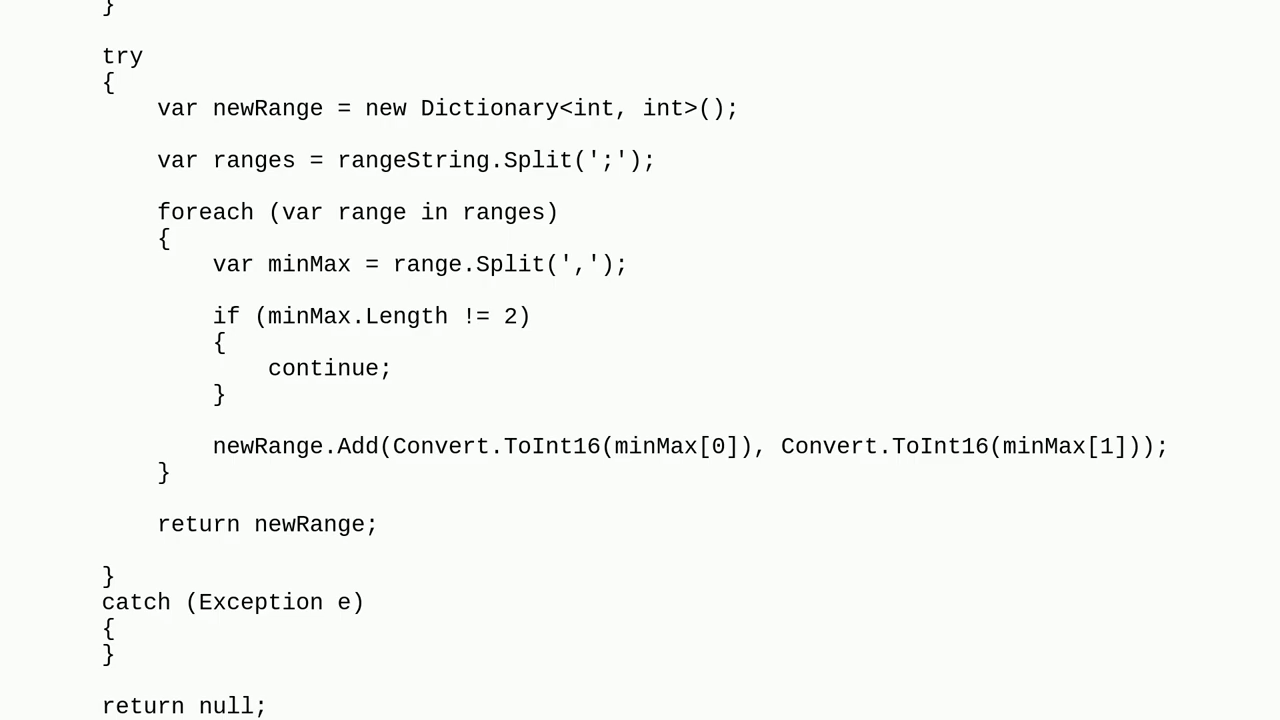 }
try
{
var newRange = new Dictionary<int, int>();
var ranges = rangeString.Split(';');
foreach (var range in ranges)
{
var minMax = range.Split(',');
if (minMax.Length != 2)
{
continue;
}
newRange.Add(Convert.ToInt16(minMax[0]), Convert.ToInt16(minMax[1]));
}
return newRange;
}
catch (Exception e)
{
}
return null;